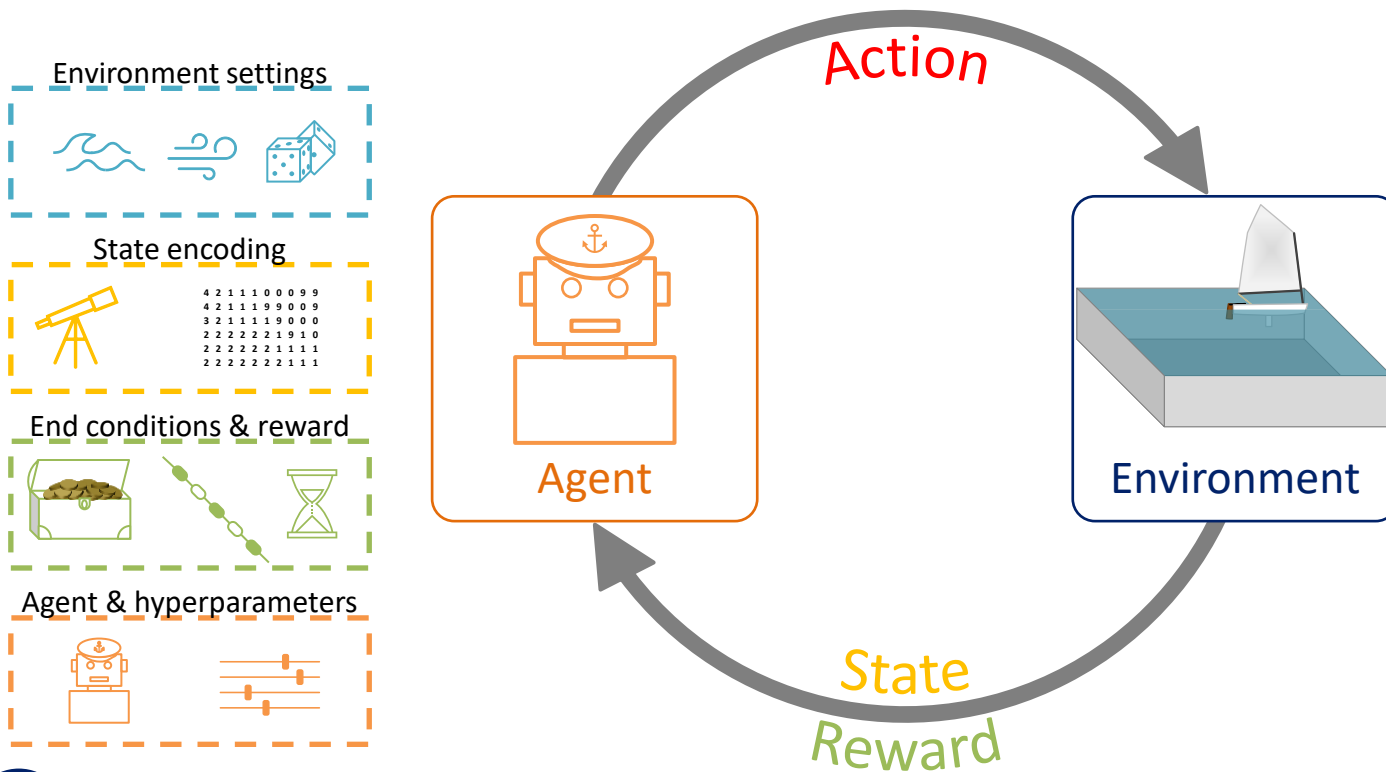 Environment settings
State encoding
4 2 1 1 1 0 0 0 9 9
4 2 1 1 1 9 9 0 0 9
3 2 1 1 1 1 9 0 0 0
2 2 2 2 2 2 1 9 1 0
2 2 2 2 2 2 1 1 1 1
2 2 2 2 2 2 2 1 1 1
End conditions & reward
Agent & hyperparameters
Action
Agent
Environment
State
Reward